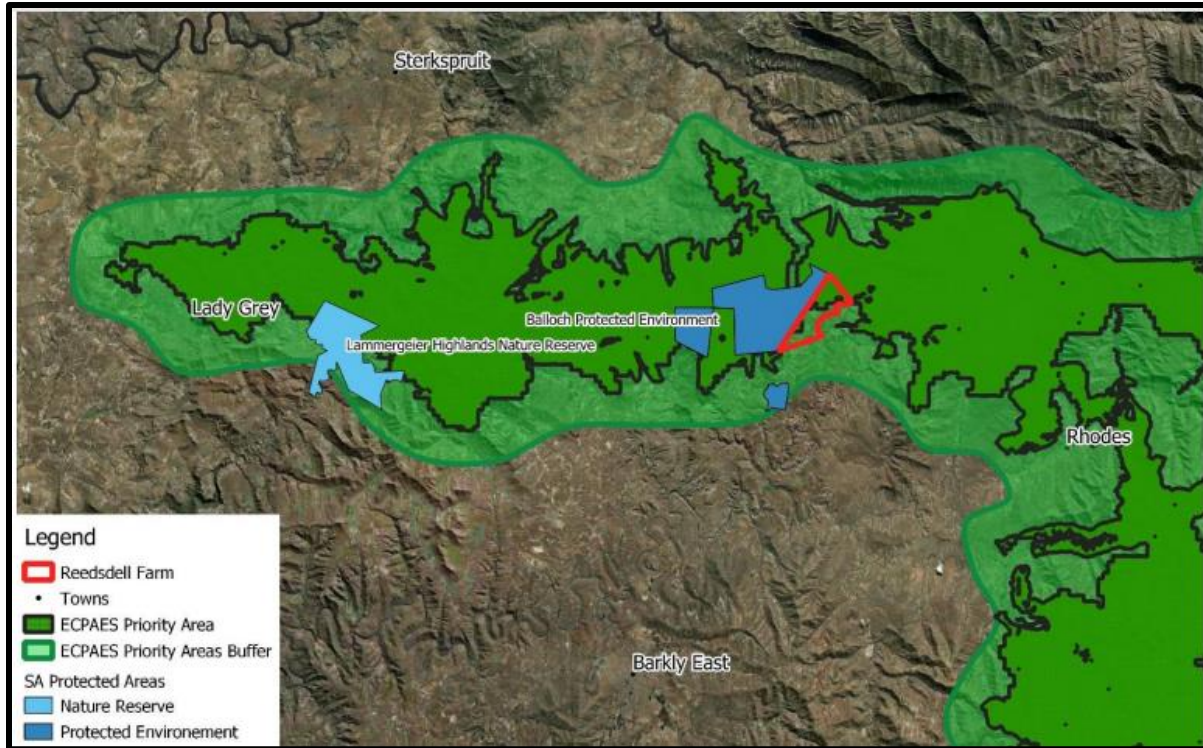 Sterkspruit
Lady Grey
Balloch Protected Environment
Lammergeier Highlands Nature Reserve
Rhodes
Barkly East
Legend
Reedsdell Farm
Towns
ECPAES Priority Area
ECPAES Priority Areas Buffer
SA Protected Areas
Nature Reserve
Protected Environement